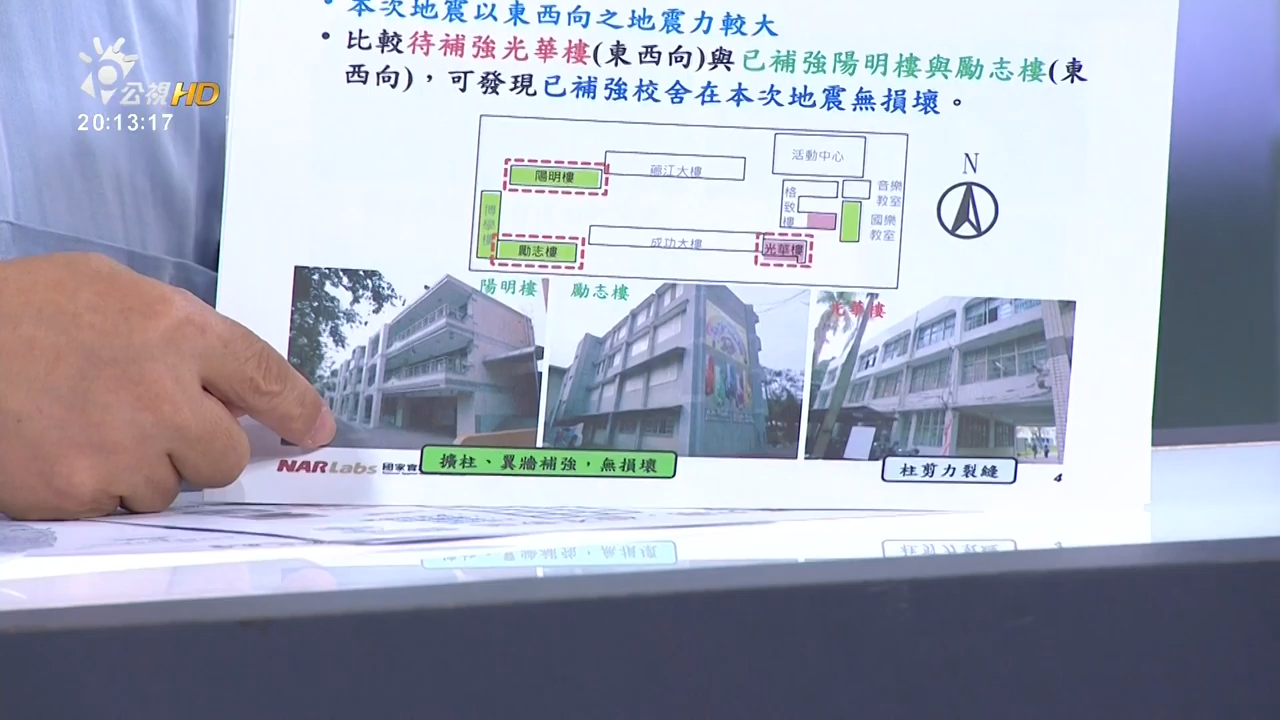 本次地震以東西向之地震力較大
公視HD
20:13:17
• 比較待補強光華樓(東西向)與已補強陽明樓與勵志樓(東
西向)，可發現已補強校舍在本次地震無損壞。
活動中心
N
陽明樓
格致樓
音樂教室
國樂教室
勵志樓
成功大樓
光華樓
陽明樓
勵志樓
光華樓
NARLabs 國家
擴柱、翼牆補強，無損壞
柱剪力裂縫
4